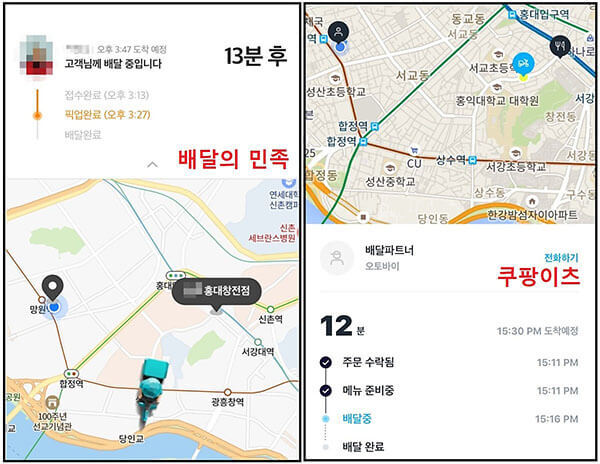 오후 3:47 도착 예정
고객님께 배달 중입니다
13분 후
접수완료 (오후 3:13)
픽업완료 (오후 3:27)
배달완료
배달의 민족
연세대학교
신촌캠퍼스
신촌
세브란스병원
망원
홍대
홍대창전점
신촌역
서강대역
합정역
광흥창역
100주년
선교기념관
공원
당인교
홍대입구역
동교동
서교동
서교초등학교
성산초등학교
홍익대학교 대학원
창전동
합정역
CU
상수역
서강초등학교
합정동
성산중학교
서강
구수동
당인동
한강밤섬자이아파트
배달파트너
오토바이
전화하기
쿠팡이츠
12분
15:30 PM 도착예정
주문 수락됨
15:11 PM
메뉴 준비중
15:11 PM
배달중
15:16 PM
배달 완료